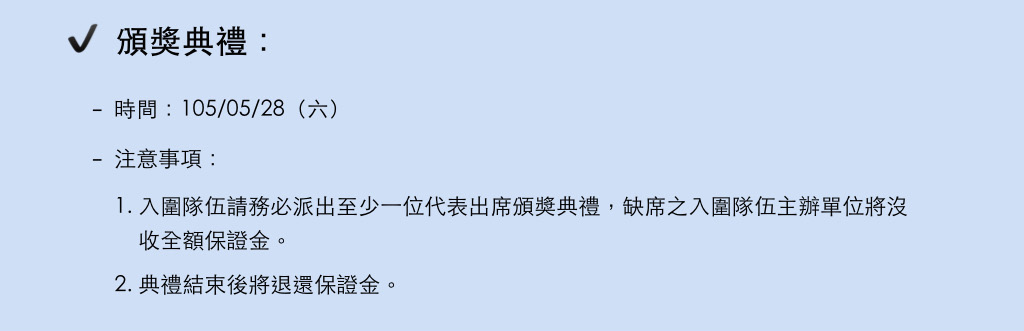 ✔ 頒獎典禮：
– 時間：105/05/28（六）
– 注意事項：
1. 入圍隊伍請務必派出至少一位代表出席頒獎典禮，缺席之入圍隊伍主辦單位將沒
收全額保證金。
2. 典禮結束後將退還保證金。